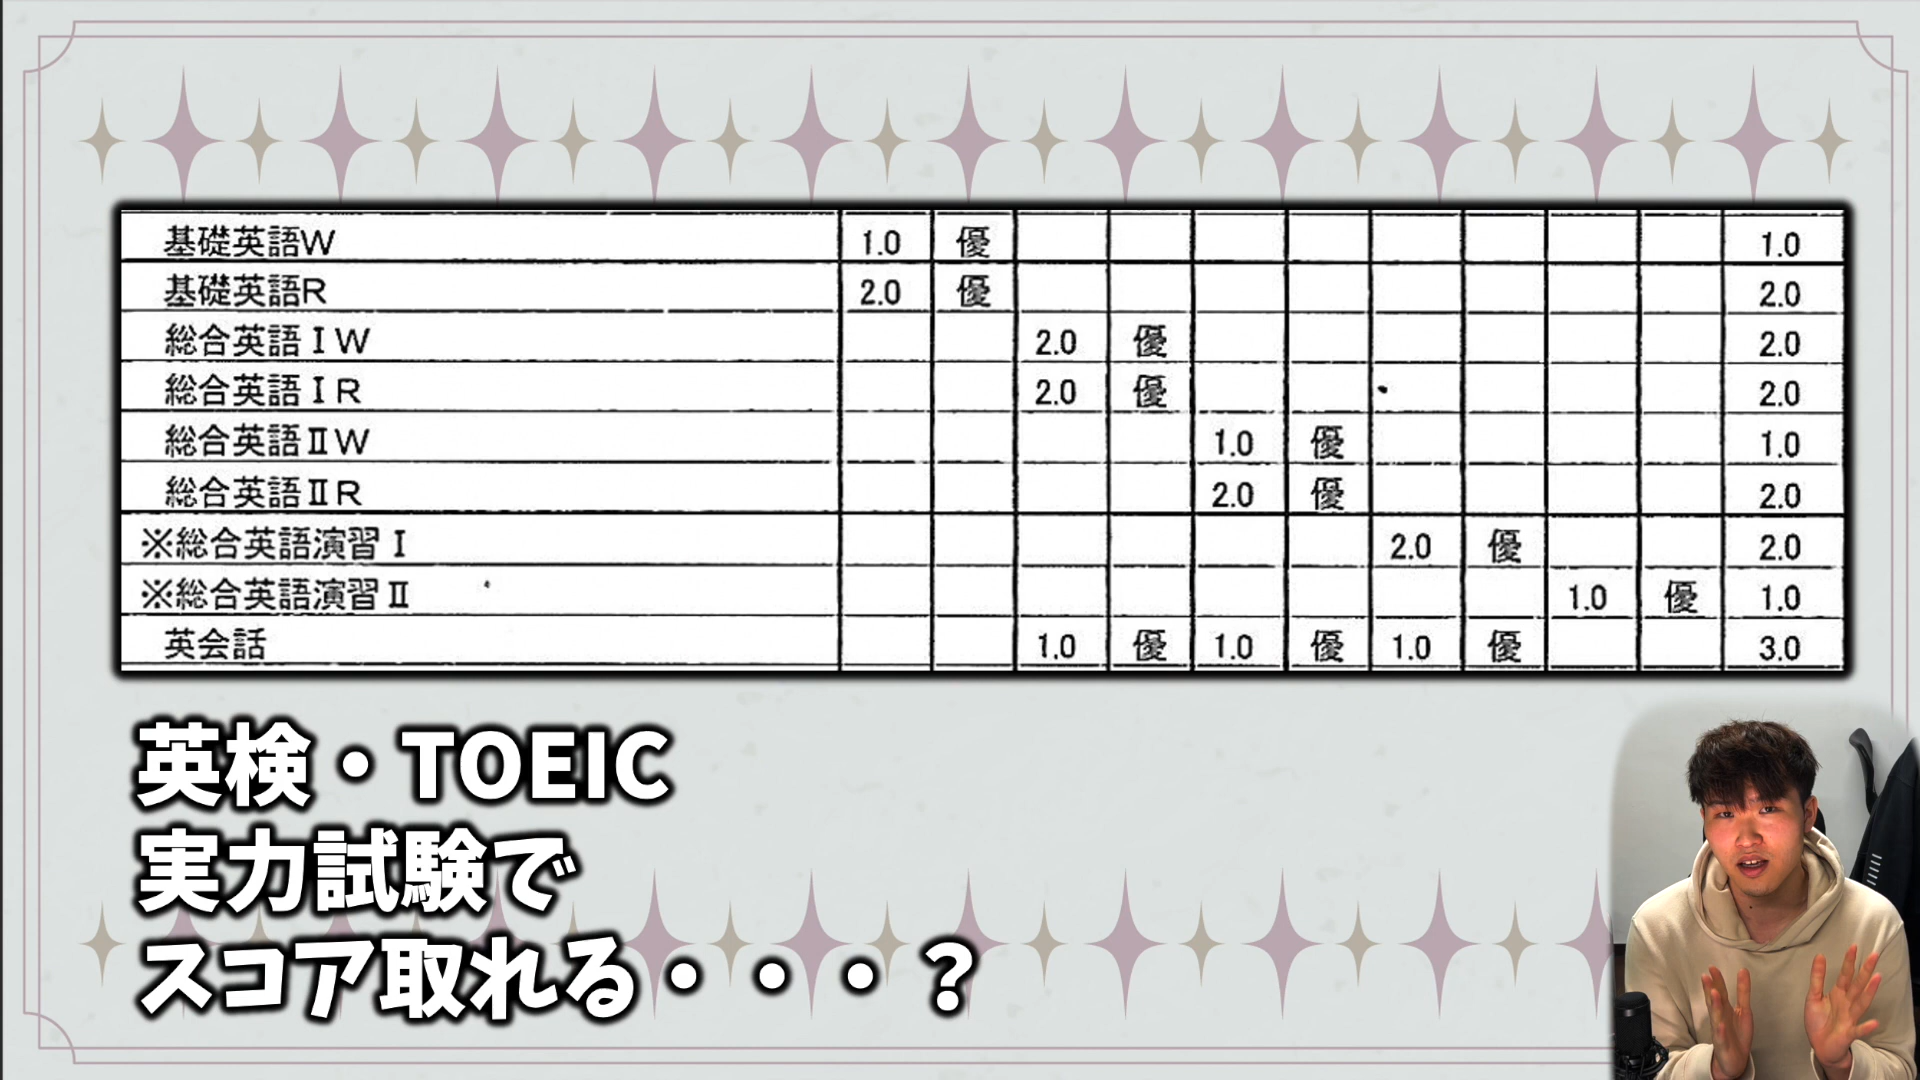 基礎英語W 1.0 優 1.0
基礎英語R 2.0 優 2.0
総合英語ⅠW 2.0 優 2.0
総合英語ⅠR 2.0 優 2.0
総合英語ⅡW 1.0 優 1.0
総合英語ⅡR 2.0 優 2.0
※総合英語演習Ⅰ 2.0 優 2.0
※総合英語演習Ⅱ 1.0 優 1.0
英会話 1.0 優 1.0 優 1.0 優 3.0
英検・TOEIC
実力試験で
スコア取れる・・・？